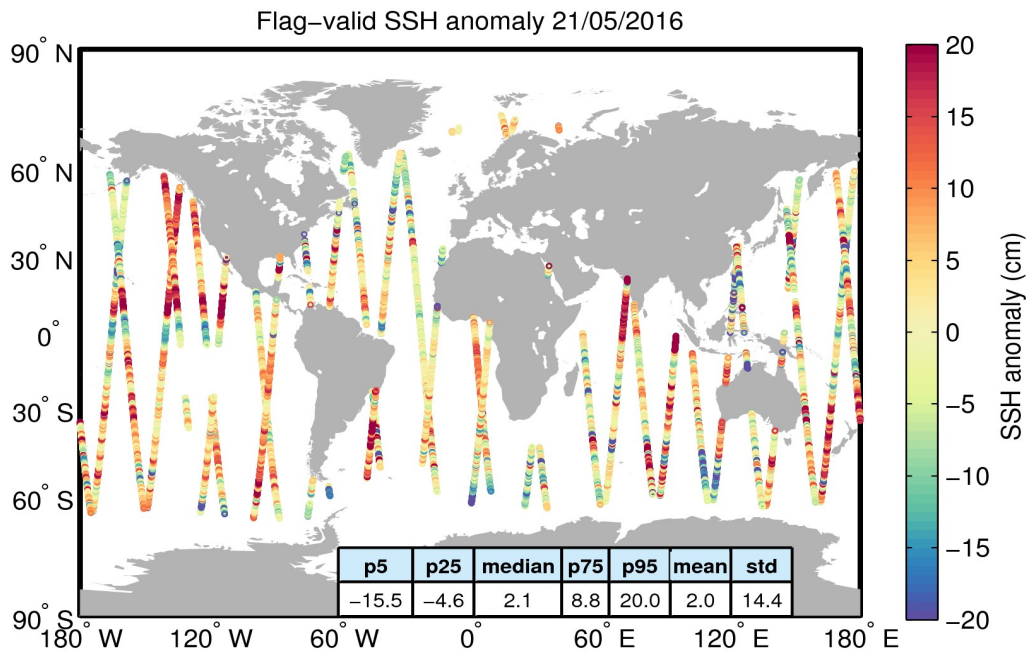 Flag−valid SSH anomaly 21/05/2016
90° N
60° N
30° N
0°
30° S
60° S
90° S
180° W
120° W
60° W
0°
60° E
120° E
180° E
p5 p25 median p75 p95 mean std
−15.5 −4.6 2.1 8.8 20.0 2.0 14.4
20
15
10
5
0
−5
−10
−15
−20
SSH anomaly (cm)